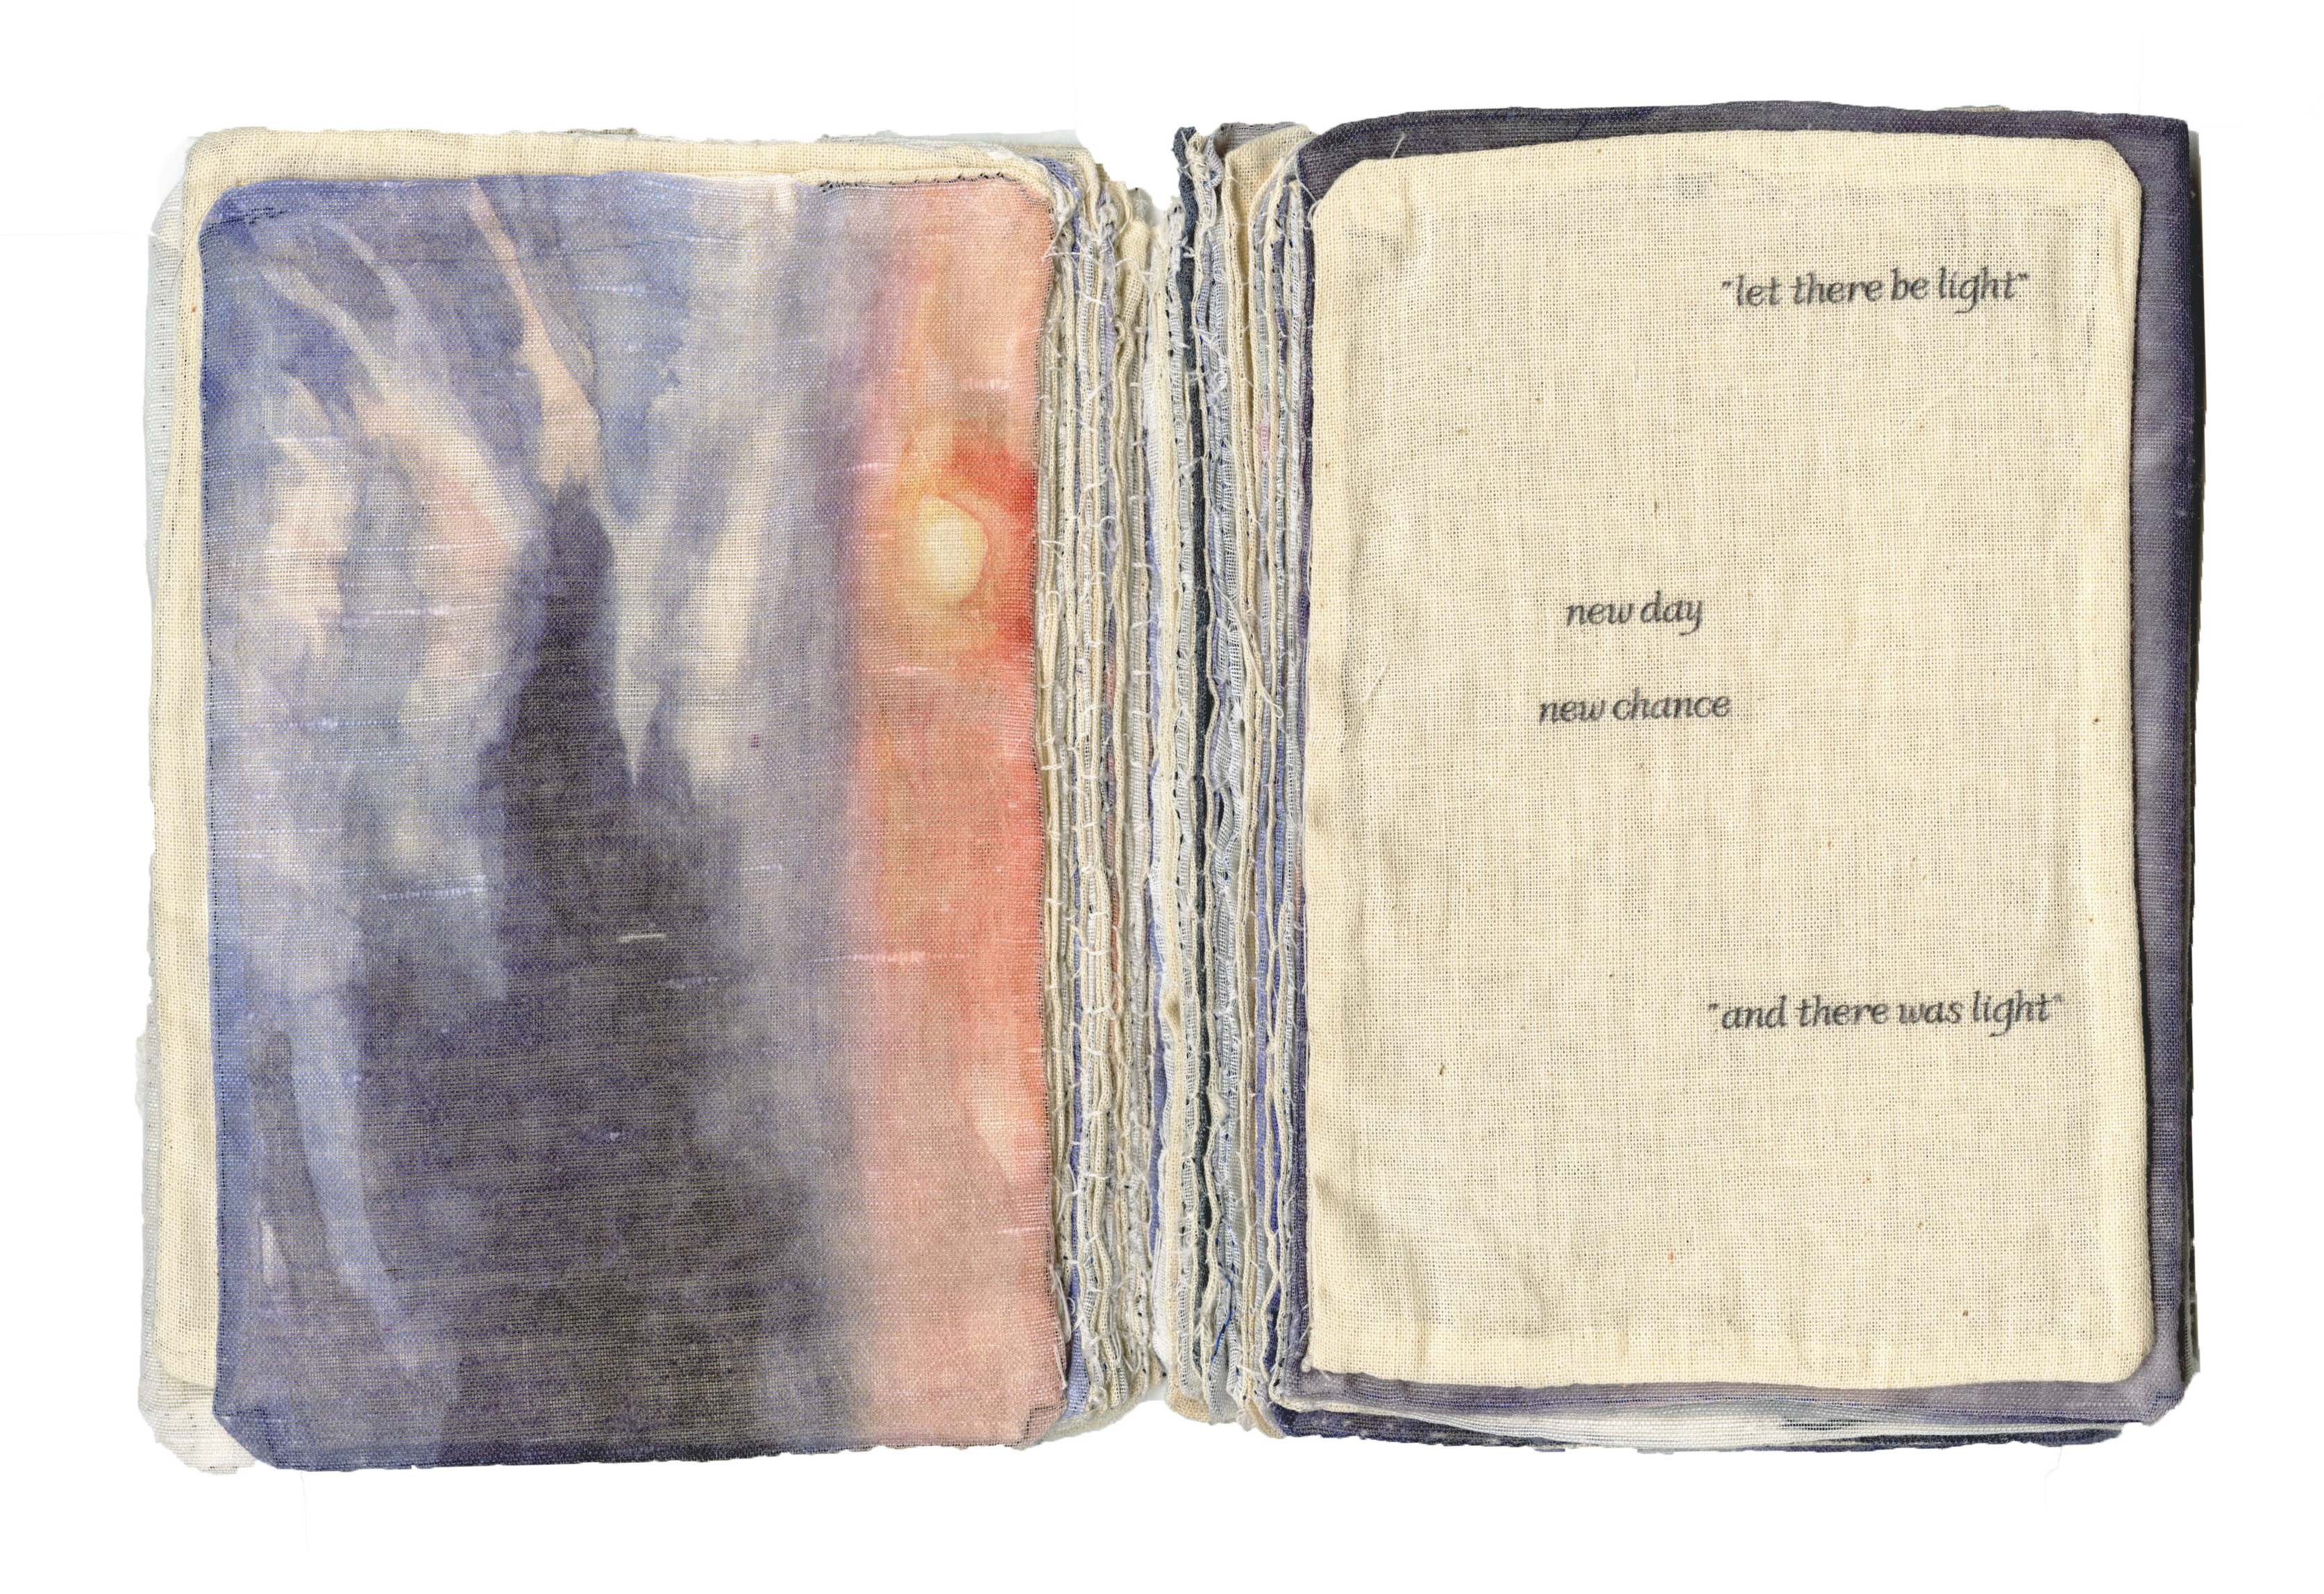 "let there be light"
new day
new chance
"and there was light"